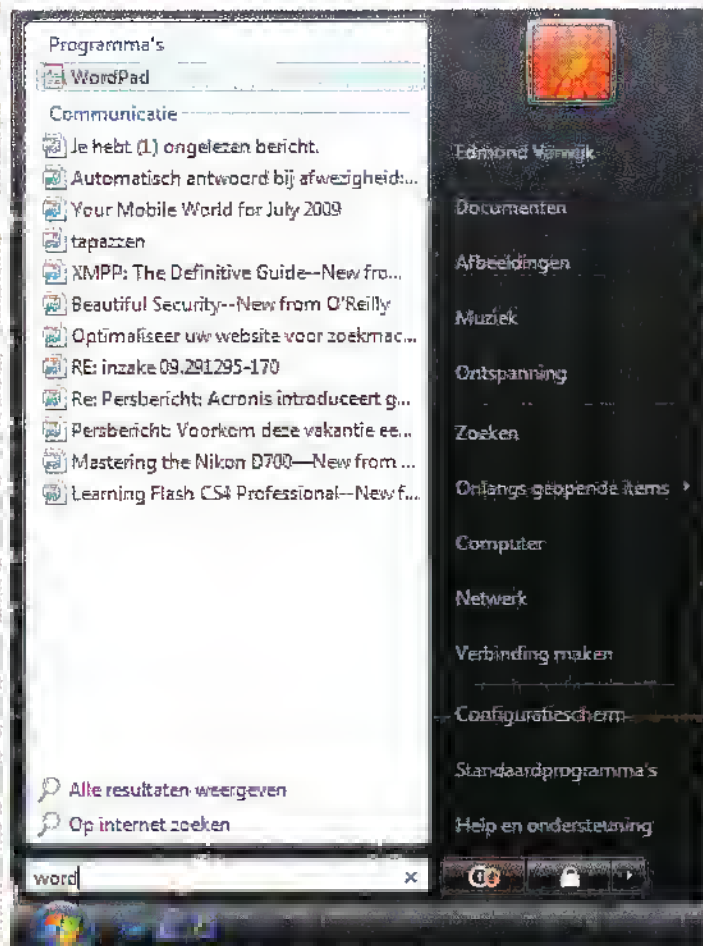 Programma's
WordPad
Communicatie
Je hebt (1) ongelezen bericht.
Automatisch antwoord bij afwezigheid:...
Your Mobile World for July 2009
tapazzen
XMPP: The Definitive Guide--New fro...
Beautiful Security--New from O'Reilly
Optimaliseer uw website voor zoekmac...
RE: inzake 09.291295-170
Re: Persbericht: Acronis introduceert g...
Persbericht: Voorkom deze vakantie ee...
Mastering the Nikon D700—New from ...
Learning Flash CS4 Professional--New f...
Alle resultaten weergeven
Op internet zoeken
word
Edmond Varwijk
Documenten
Afbeeldingen
Muziek
Ontspanning
Zoeken
Onlangs geopende items
Computer
Netwerk
Verbinding maken
Configuratiescherm
Standaardprogramma's
Help en ondersteuning